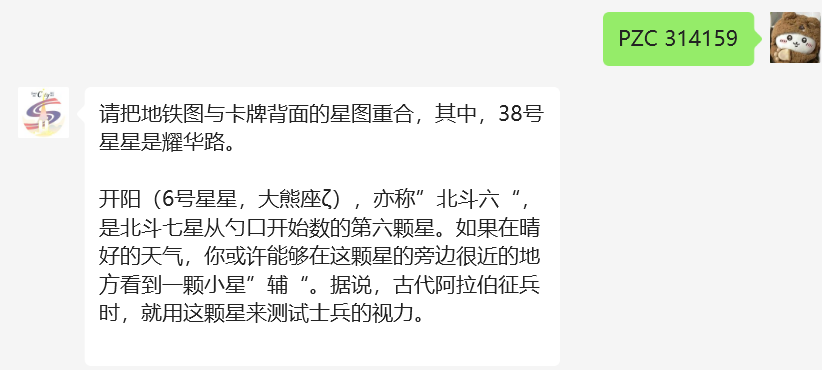 PZC 314159
请把地铁图与卡牌背面的星图重合，其中，38号
星星是耀华路。
开阳（6号星星，大熊座ζ），亦称”北斗六“，
是北斗七星从勺口开始数的第六颗星。如果在晴
好的天气，你或许能够在这颗星的旁边很近的地
方看到一颗小星”辅“。据说，古代阿拉伯征兵
时，就用这颗星来测试士兵的视力。